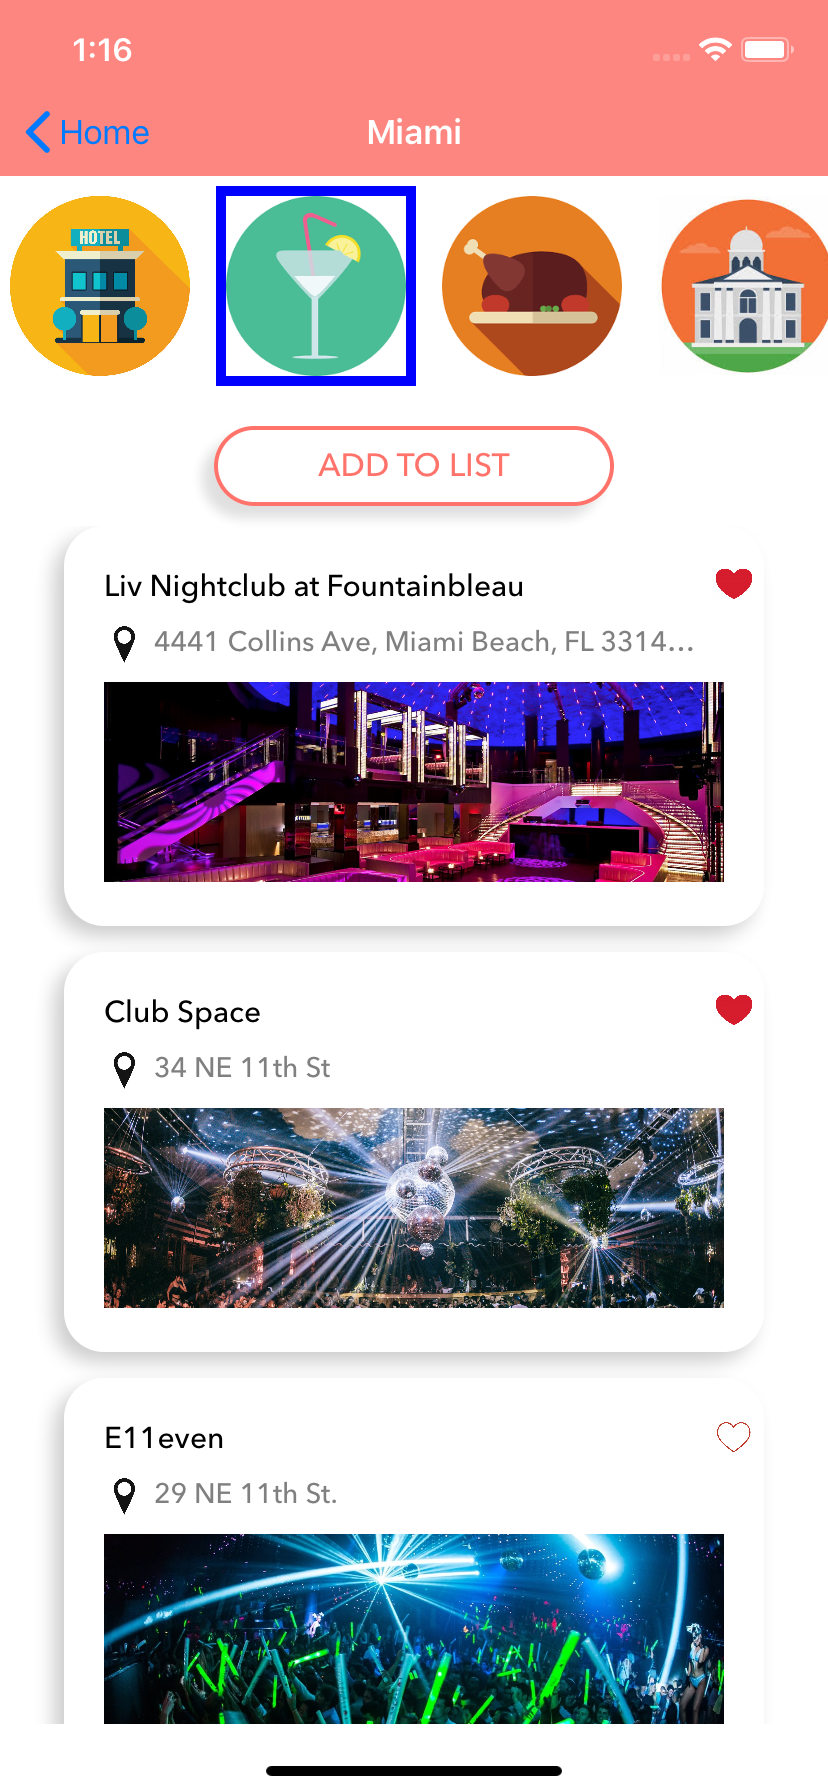 1:16
Home
Miami
HOTEL
ADD TO LIST
Liv Nightclub at Fountainbleau
4441 Collins Ave, Miami Beach, FL 3314...
Club Space
34 NE 11th St
E11even
29 NE 11th St.